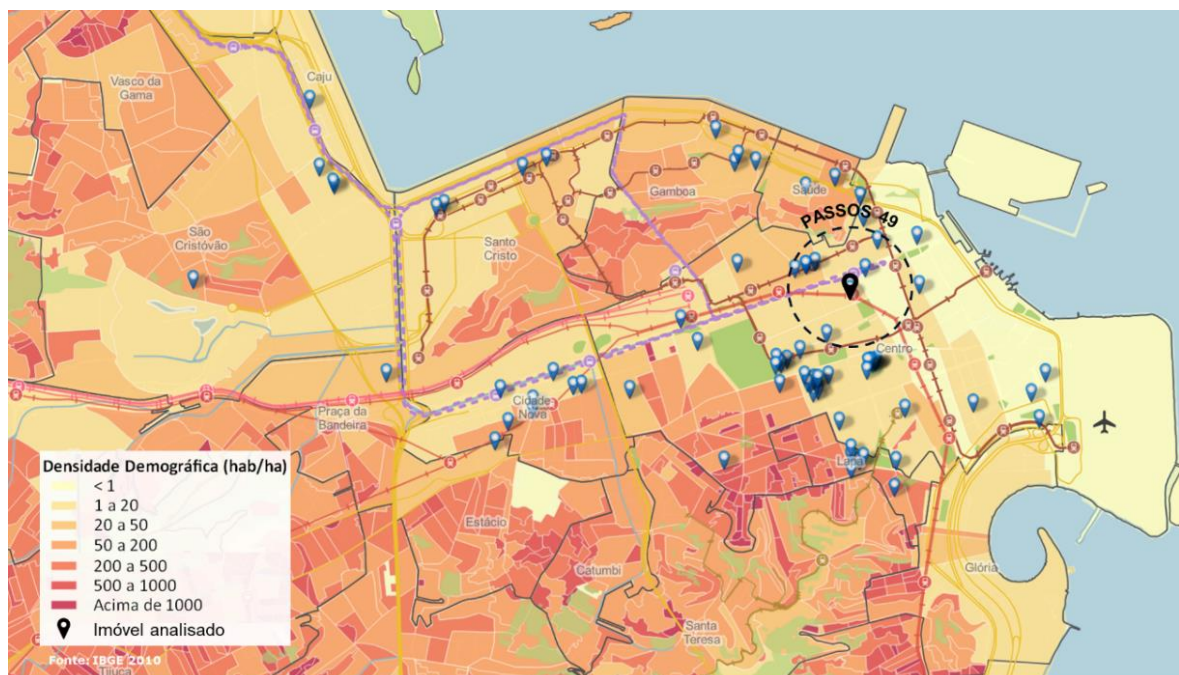 Caju
Vasco da
Gama
Gamboa
Saúde
PASSOS 49
São
Cristóvão
Santo
Cristo
Centro
Cidade
Nova
Praça da
Bandeira
Lapa
Densidade Demográfica (hab/ha)
< 1
1 a 20
20 a 50
50 a 200
200 a 500
500 a 1000
Acima de 1000
Imóvel analisado
Fonte: IBGE 2010
Estácio
Catumbi
Glória
Santa
Teresa
Tijuca